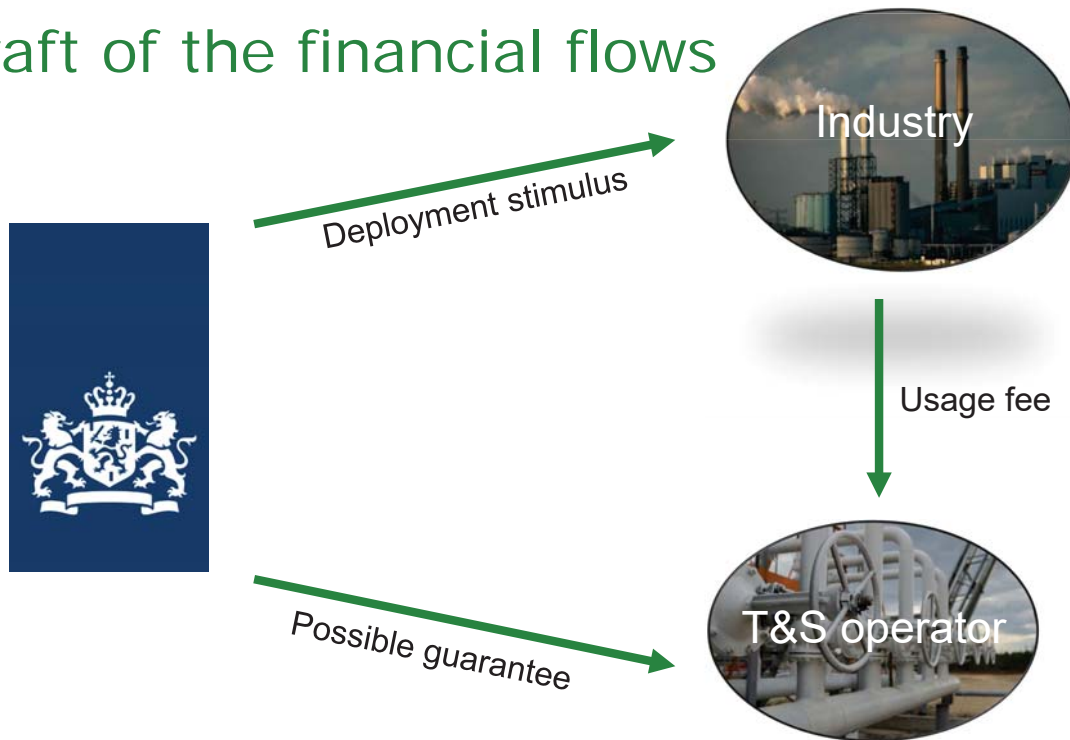 aft of the financial flows
Industry
Deployment stimulus
Usage fee
T&S operator
Possible guarantee